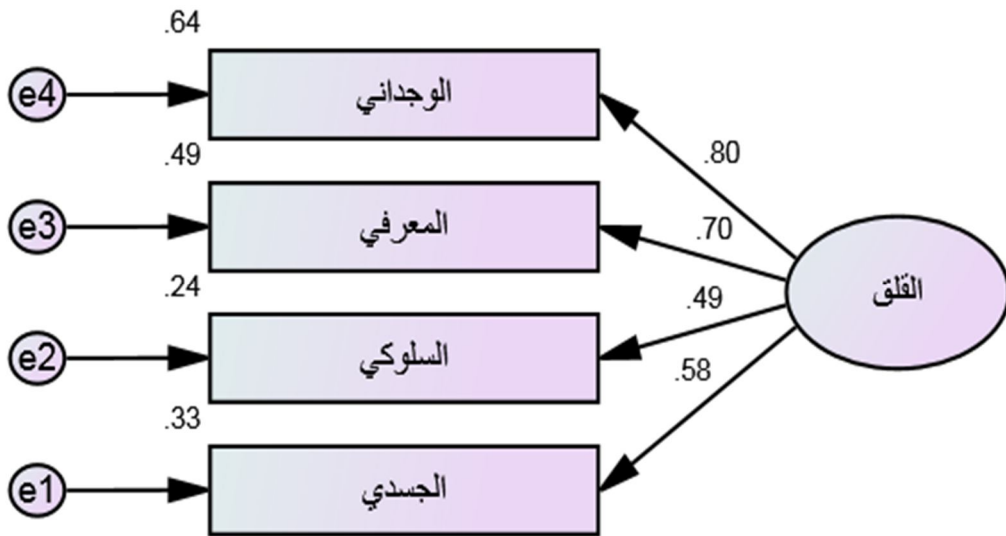 .64
e4
الوجداني
.80
.49
e3
المعرفي
.70
.24
e2
السلوكي
.49
.33
e1
الجسدي
.58
القلق